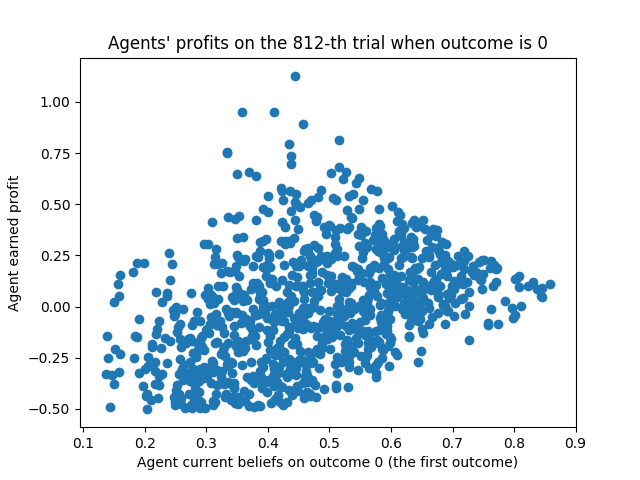 Agents' profits on the 812-th trial when outcome is 0
1.00
0.75
0.50
0.25
0.00
−0.25
−0.50
Agent earned profit
0.1 0.2 0.3 0.4 0.5 0.6 0.7 0.8 0.9
Agent current beliefs on outcome 0 (the first outcome)